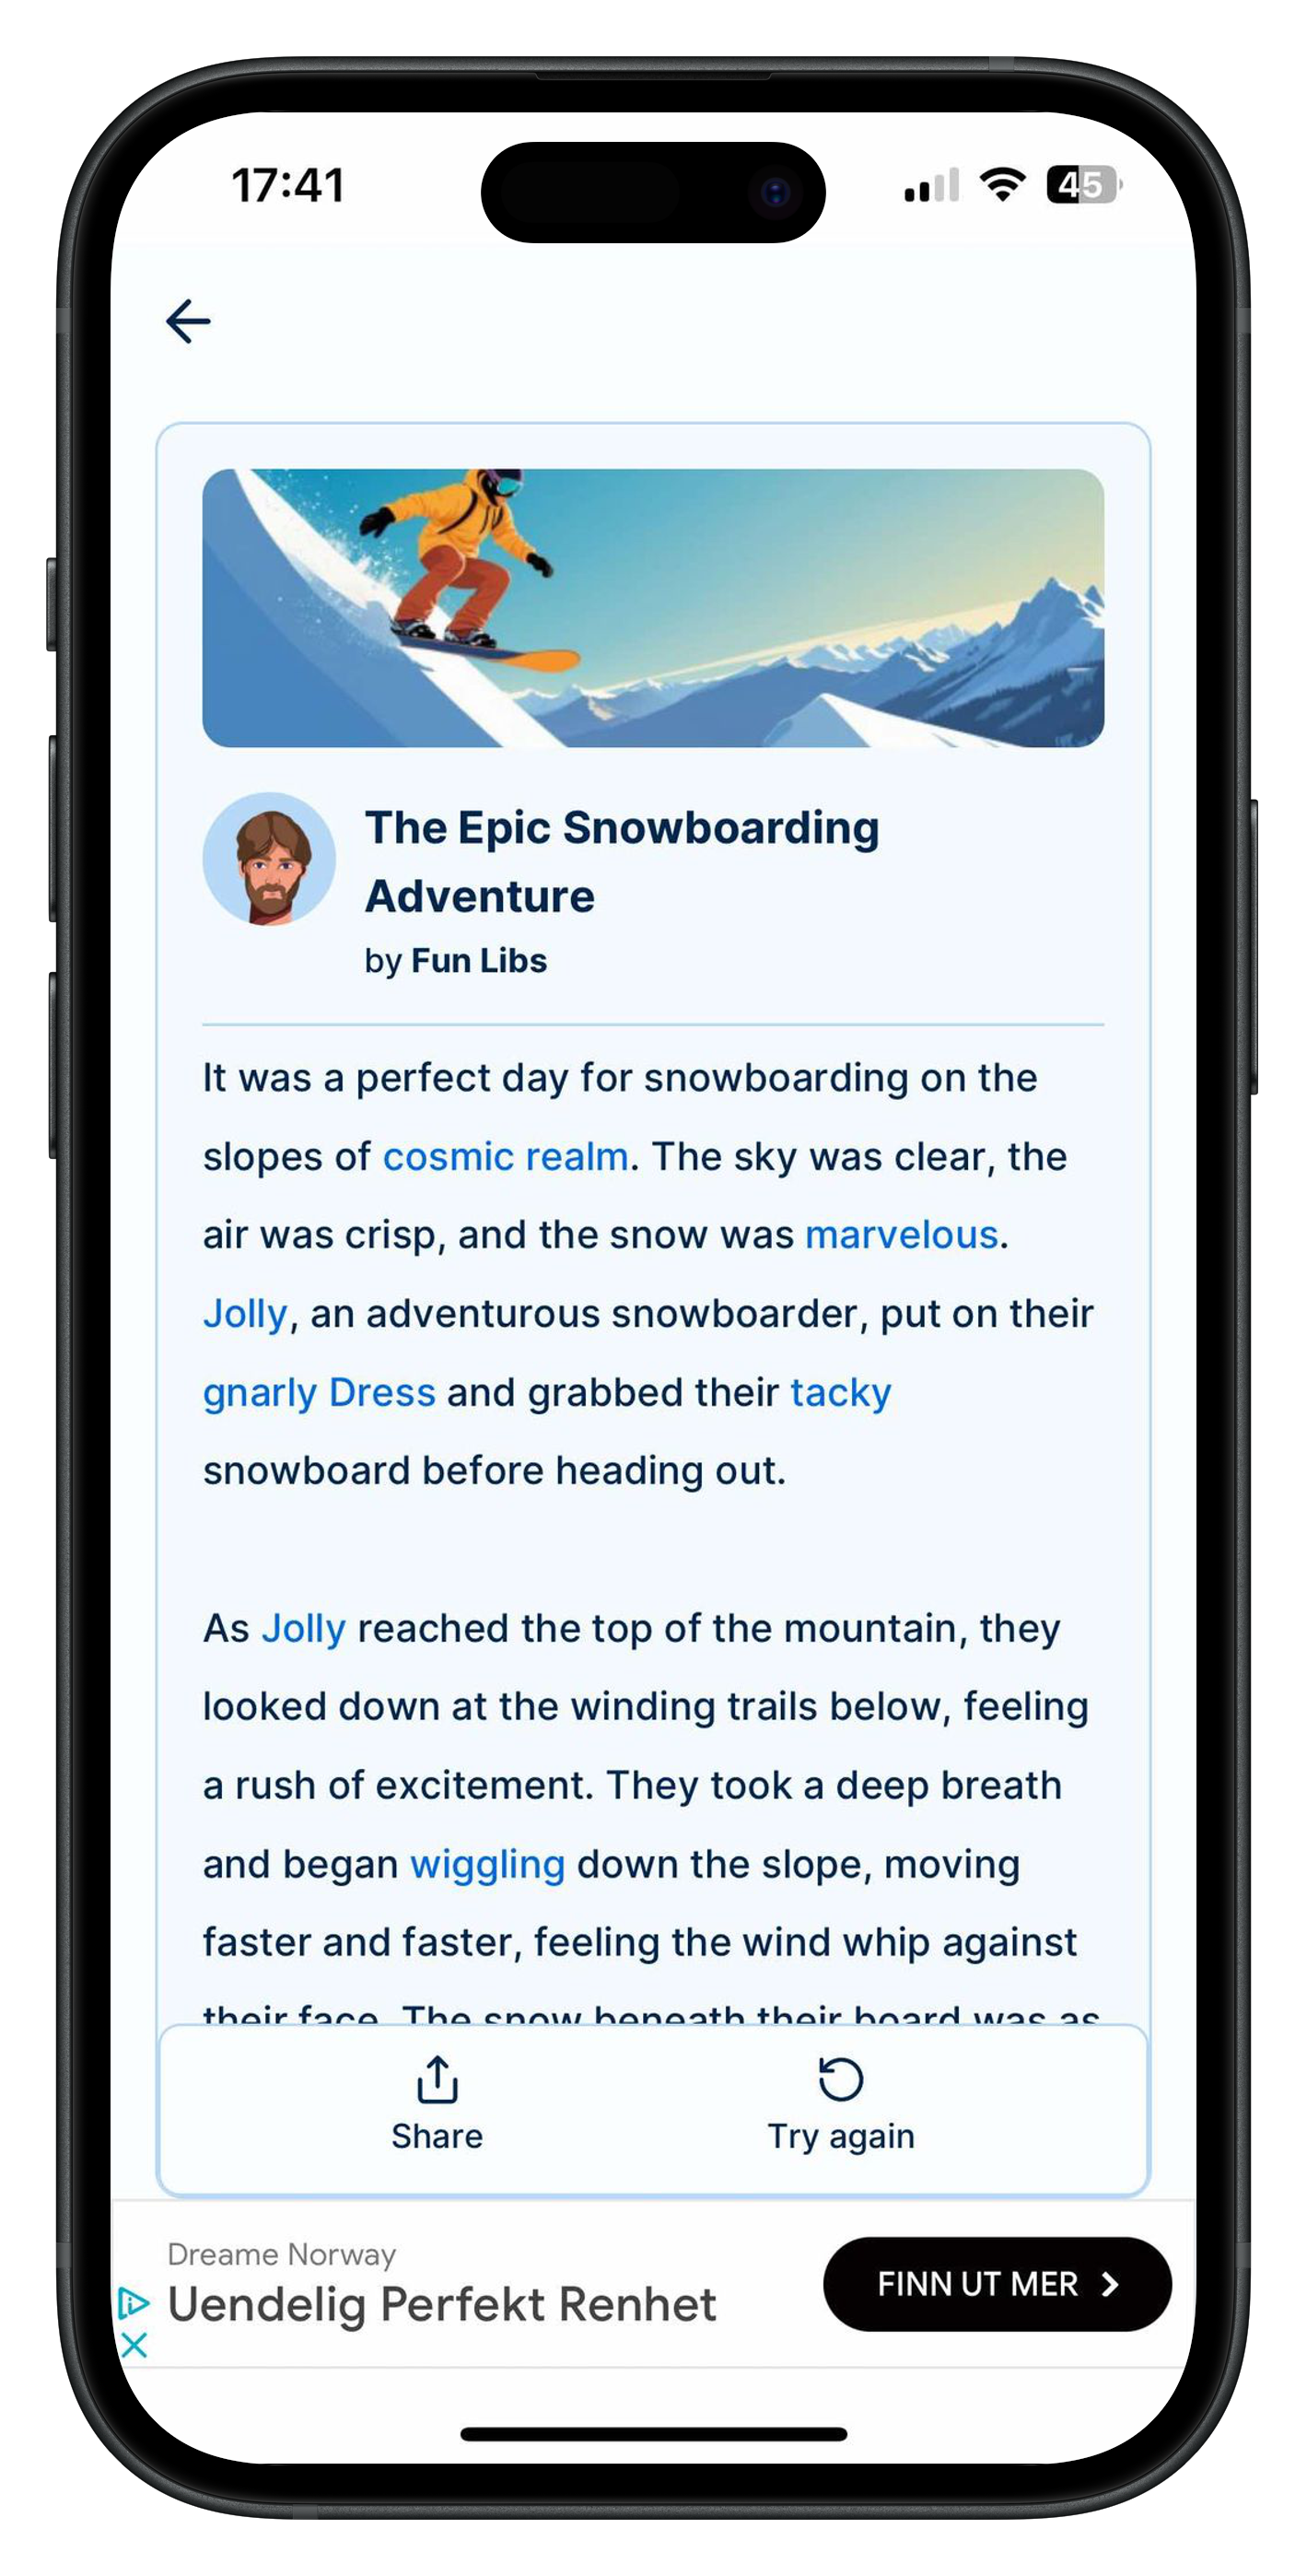 17:41
45
The Epic Snowboarding
Adventure
by Fun Libs
It was a perfect day for snowboarding on the
slopes of cosmic realm. The sky was clear, the
air was crisp, and the snow was marvelous.
Jolly, an adventurous snowboarder, put on their
gnarly Dress and grabbed their tacky
snowboard before heading out.
As Jolly reached the top of the mountain, they
looked down at the winding trails below, feeling
a rush of excitement. They took a deep breath
and began wiggling down the slope, moving
faster and faster, feeling the wind whip against
their face. The snow beneath their board was as
Share
Try again
Dreame Norway
Uendelig Perfekt Renhet
FINN UT MER